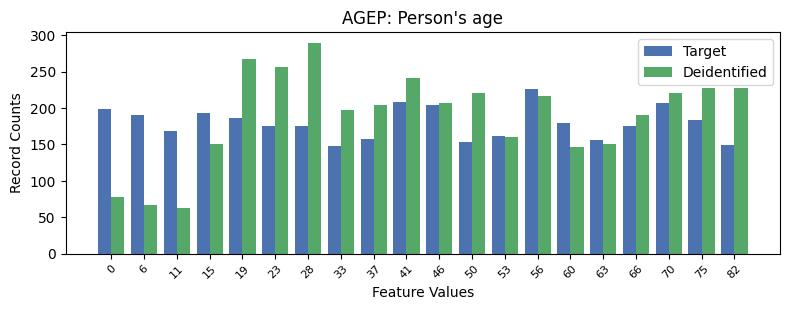 AGEP: Person's age
Record Counts
300
250
200
150
100
50
0
Target
Deidentified
0 6 11 15 19 23 28 33 37 41 46 50 53 56 60 63 66 70 75 82
Feature Values